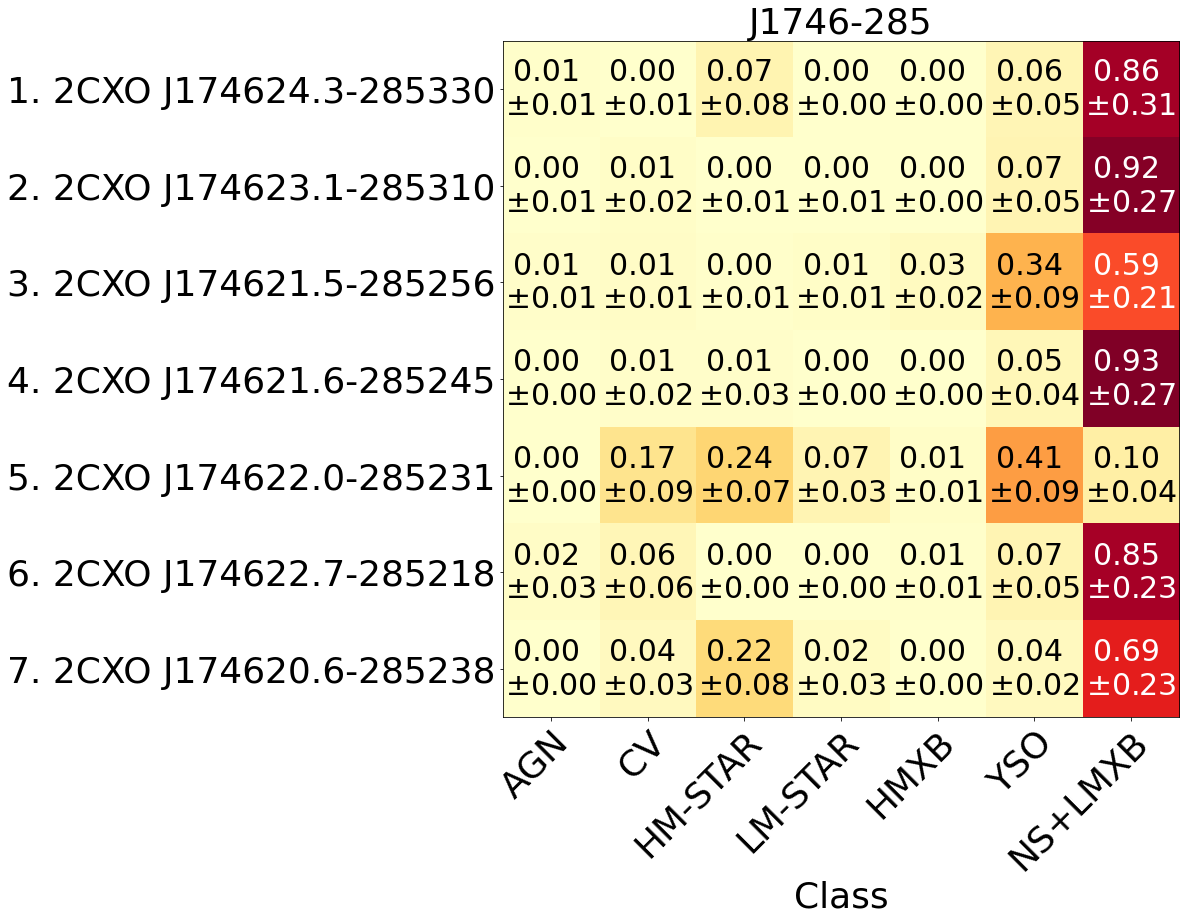 J1746-285
1. 2CXO J174624.3-285330
0.01 0.00 0.07 0.00 0.00 0.06 0.86
±0.01 ±0.01 ±0.08 ±0.00 ±0.00 ±0.05 ±0.31
2. 2CXO J174623.1-285310
0.00 0.01 0.00 0.00 0.00 0.07 0.92
±0.01 ±0.02 ±0.01 ±0.01 ±0.00 ±0.05 ±0.27
3. 2CXO J174621.5-285256
0.01 0.01 0.00 0.01 0.03 0.34 0.59
±0.01 ±0.01 ±0.01 ±0.01 ±0.02 ±0.09 ±0.21
4. 2CXO J174621.6-285245
0.00 0.01 0.01 0.00 0.00 0.05 0.93
±0.00 ±0.02 ±0.03 ±0.00 ±0.00 ±0.04 ±0.27
5. 2CXO J174622.0-285231
0.00 0.17 0.24 0.07 0.01 0.41 0.10
±0.00 ±0.09 ±0.07 ±0.03 ±0.01 ±0.09 ±0.04
6. 2CXO J174622.7-285218
0.02 0.06 0.00 0.00 0.01 0.07 0.85
±0.03 ±0.06 ±0.00 ±0.00 ±0.01 ±0.05 ±0.23
7. 2CXO J174620.6-285238
0.00 0.04 0.22 0.02 0.00 0.04 0.69
±0.00 ±0.03 ±0.08 ±0.03 ±0.00 ±0.02 ±0.23
AGN CV HM-STAR LM-STAR HMXB YSO NS+LMXB
Class